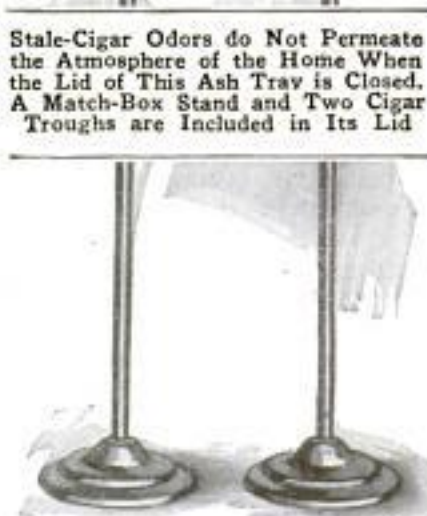 Stale-Cigar Odors do Not Permeate
the Atmosphere of the Home When
the Lid of This Ash Tray is Closed.
A Match-Box Stand and Two Cigar
Troughs are Included in Its Lid